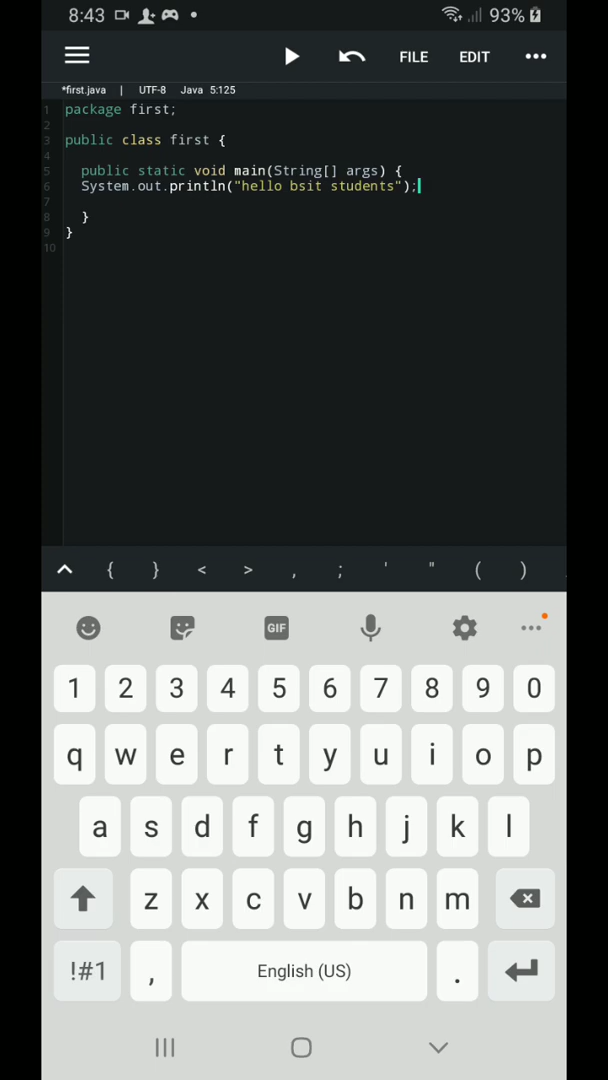 8:43 93%
FILE EDIT
*first.java | UTF-8 Java 5:125
1 package first;
2
3 public class first {
4
5 public static void main(String[] args) {
6 System.out.println("hello bsit students");
7
8 }
9 }
10
{ } < > , ; ' " ( )
GIF
1 2 3 4 5 6 7 8 9 0
q w e r t y u i o p
a s d f g h j k l
z x c v b n m
!#1 , English (US) .